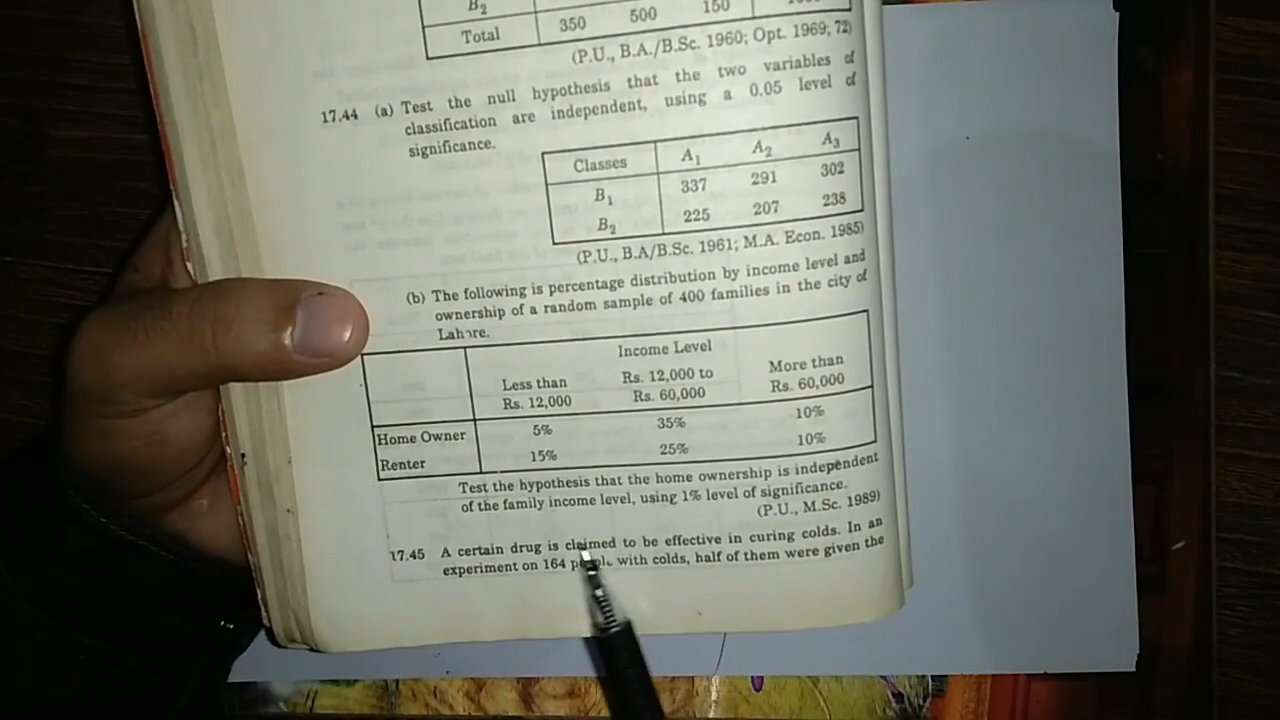 B2
Total 350 500 150
(P.U., B.A./B.Sc. 1960; Opt. 1969; 72)
17.44 (a) Test the null hypothesis that the two variables of
classification are independent, using a 0.05 level of
significance.
Classes A1 A2 A3
B1 337 291 302
B2 225 207 238
(P.U., B.A/B.Sc. 1961; M.A. Econ. 1985)
(b) The following is percentage distribution by income level and
ownership of a random sample of 400 families in the city of
Lahore.
Income Level
Less than Rs. 12,000 to More than
Rs. 12,000 Rs. 60,000 Rs. 60,000
Home Owner 5% 35% 10%
Renter 15% 25% 10%
Test the hypothesis that the home ownership is independent
of the family income level, using 1% level of significance.
(P.U., M.Sc. 1989)
17.45 A certain drug is claimed to be effective in curing colds. In an
experiment on 164 people with colds, half of them were given the